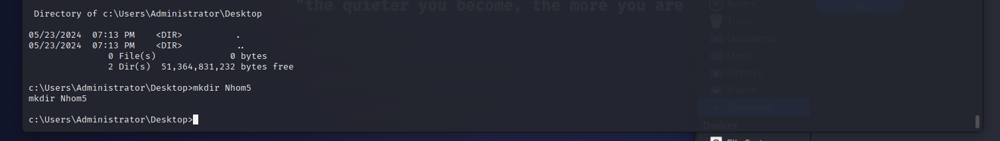 "the quieter you become, the more you are
Directory of c:\Users\Administrator\Desktop
05/23/2024  07:13 PM    <DIR>          .
05/23/2024  07:13 PM    <DIR>          ..
0 File(s)              0 bytes
2 Dir(s)  51,364,831,232 bytes free
c:\Users\Administrator\Desktop>mkdir Nhom5
mkdir Nhom5
c:\Users\Administrator\Desktop>
Recent
Trash
Documents
Music
Pictures
Videos
Downloads
Devices